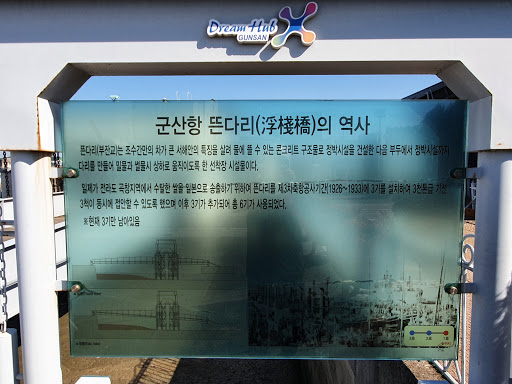 Dream Hub
GUNSAN
군산항 뜬다리(浮棧橋)의 역사
뜬다리(부잔교)는 조수간만의 차가 큰 서해안의 특징을 살려 물에 뜰 수 있는 콘크리트 구조물로 정박시설을 건설한 다음 부두에서 정박시설까지
다리를 만들어 밀물과 썰물시 상하로 움직이도록 한 선착장 시설물이다.
일제가 전라도 곡창지역에서 수탈한 쌀을 일본으로 송출하기 위하여 뜬다리를 제3차축항공사기간(1926~1933)에 3기를 설치하여 3천톤급 기선
3척이 동시에 접안할 수 있도록 했으며 이후 3기가 추가되어 총 6기가 사용되었다.
※현재 3기만 남아있음